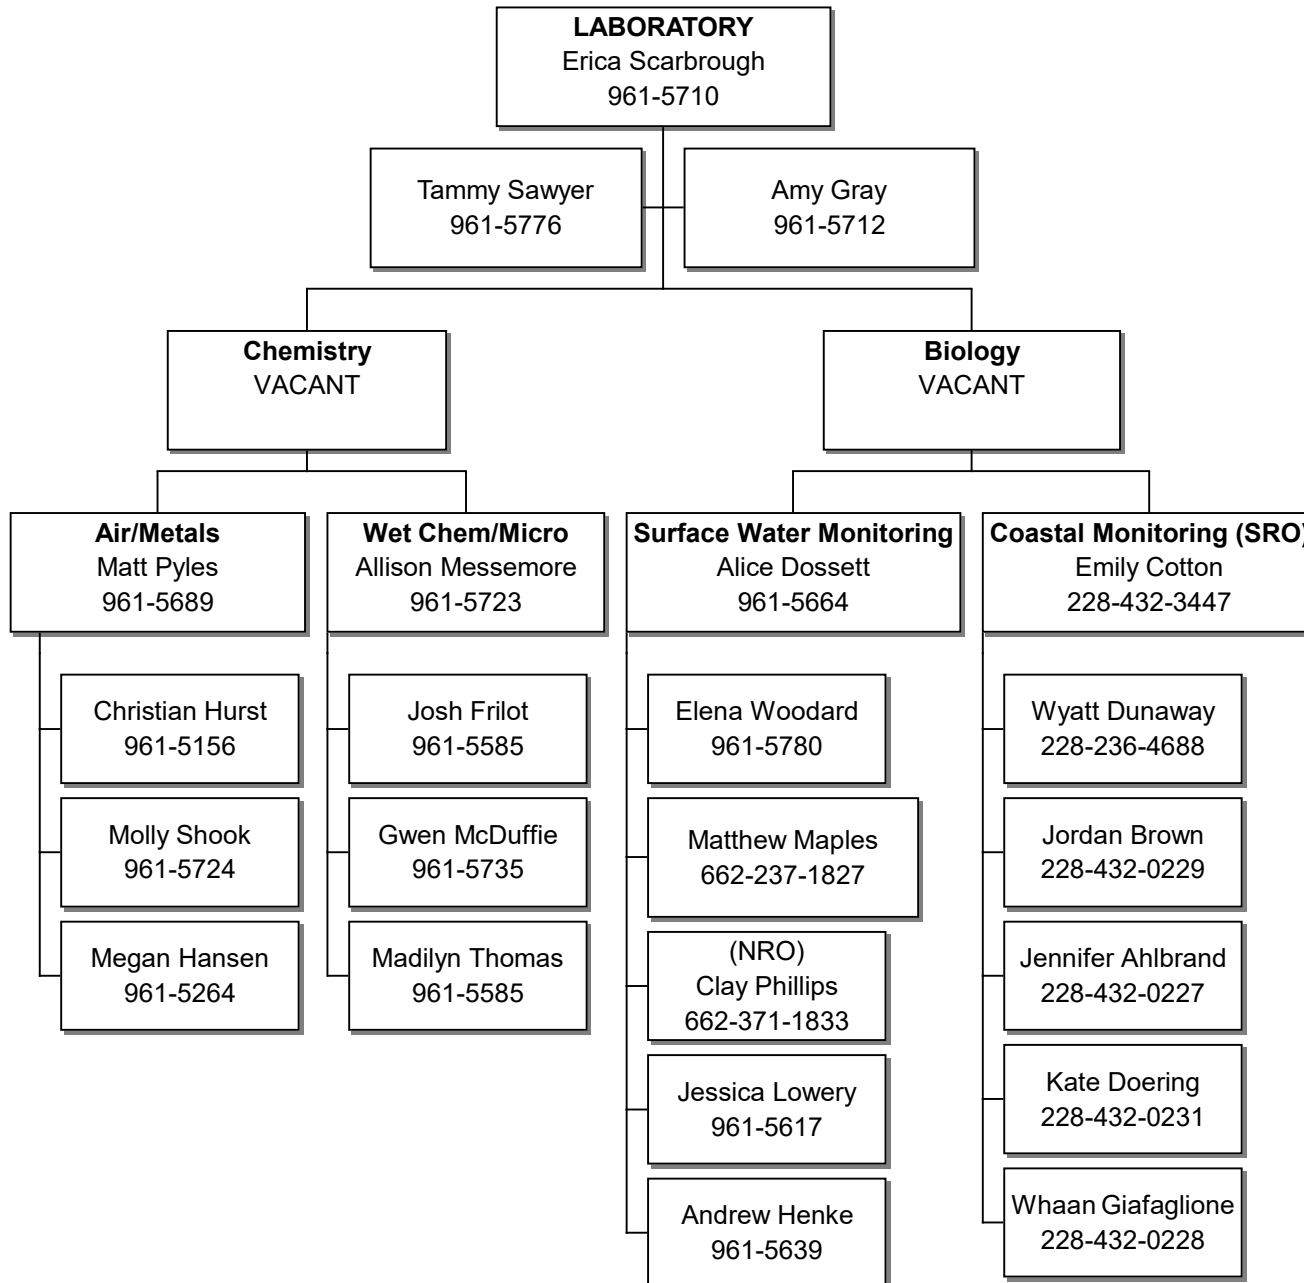 LABORATORY
Erica Scarbrough
961-5710
Tammy Sawyer
961-5776
Amy Gray
961-5712
Chemistry
VACANT
Biology
VACANT
Air/Metals
Matt Pyles
961-5689
Wet Chem/Micro
Allison Messemore
961-5723
Surface Water Monitoring
Alice Dossett
961-5664
Coastal Monitoring (SRO)
Emily Cotton
228-432-3447
Christian Hurst
961-5156
Molly Shook
961-5724
Megan Hansen
961-5264
Josh Frilot
961-5585
Gwen McDuffie
961-5735
Madilyn Thomas
961-5585
Elena Woodard
961-5780
Matthew Maples
662-237-1827
(NRO)
Clay Phillips
662-371-1833
Jessica Lowery
961-5617
Andrew Henke
961-5639
Wyatt Dunaway
228-236-4688
Jordan Brown
228-432-0229
Jennifer Ahlbrand
228-432-0227
Kate Doering
228-432-0231
Whaan Giafaglione
228-432-0228